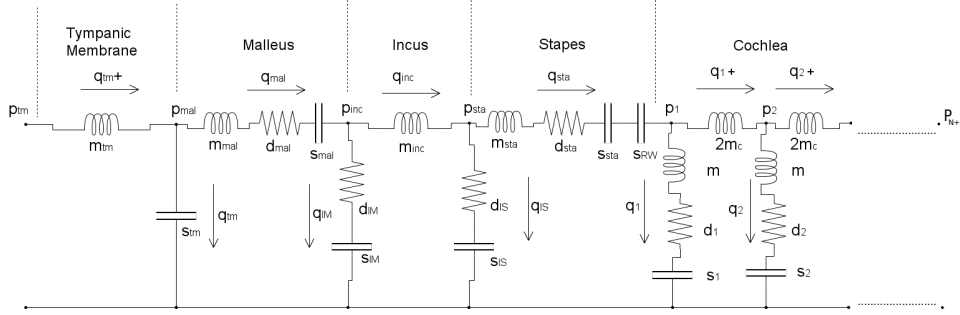 Tympanic
Membrane
Malleus
Incus
Stapes
Cochlea
qtm+
qmal
qinc
qsta
q1+
q2+
ptm
pmal
pinc
psta
p1
p2
PN+
mtm
mmal
dmal
smal
minc
msta
dsta
ssta
sRW
2mc
2mc
m
m
stm
qtm
qIM
dIM
sIM
dIS
qIS
sIS
q1
d1
s1
q2
d2
s2